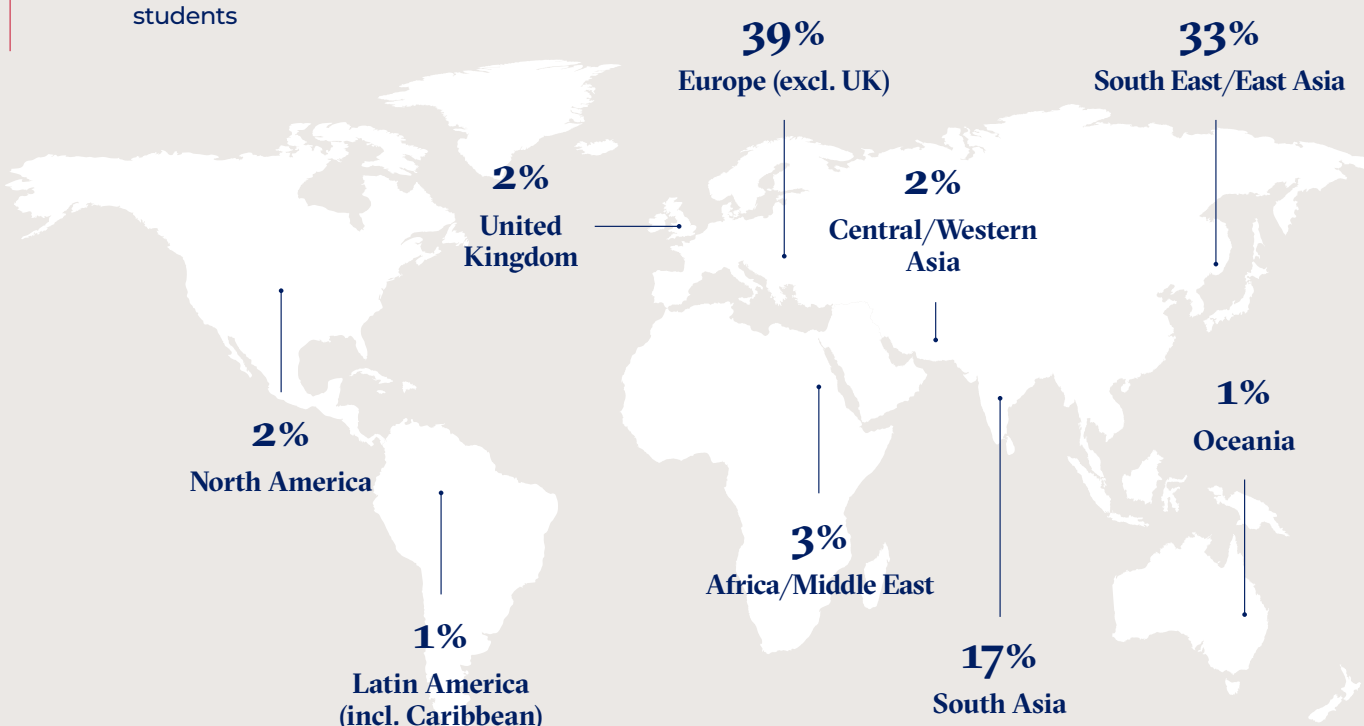 students
39%
Europe (excl. UK)
33%
South East/East Asia
2%
United
Kingdom
2%
Central/Western
Asia
2%
North America
1%
Oceania
3%
Africa/Middle East
1%
Latin America
(incl. Caribbean)
17%
South Asia